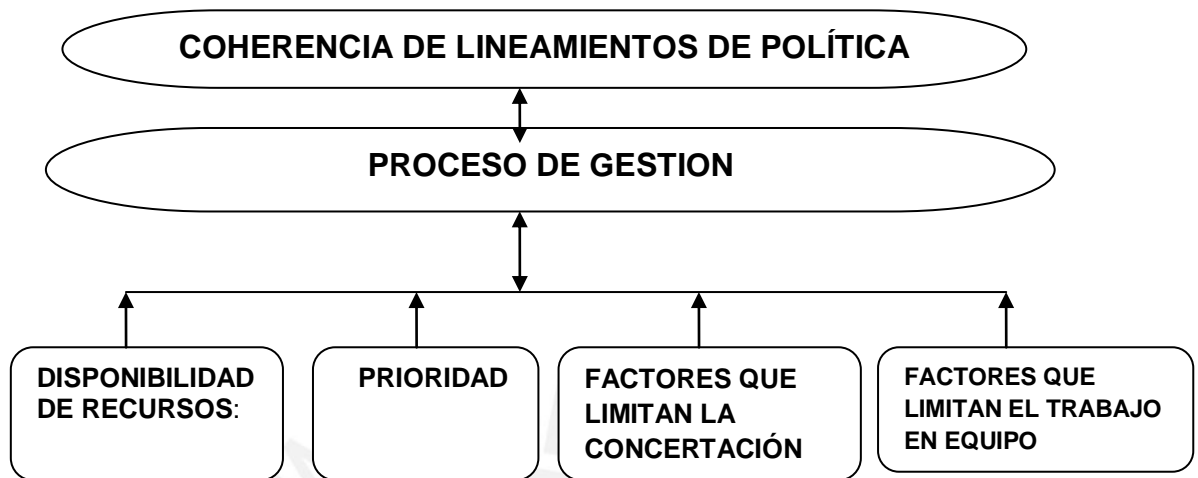 COHERENCIA DE LINEAMIENTOS DE POLÍTICA
PROCESO DE GESTION
DISPONIBILIDAD
DE RECURSOS:
PRIORIDAD
FACTORES QUE
LIMITAN LA
CONCERTACIÓN
FACTORES QUE
LIMITAN EL TRABAJO
EN EQUIPO